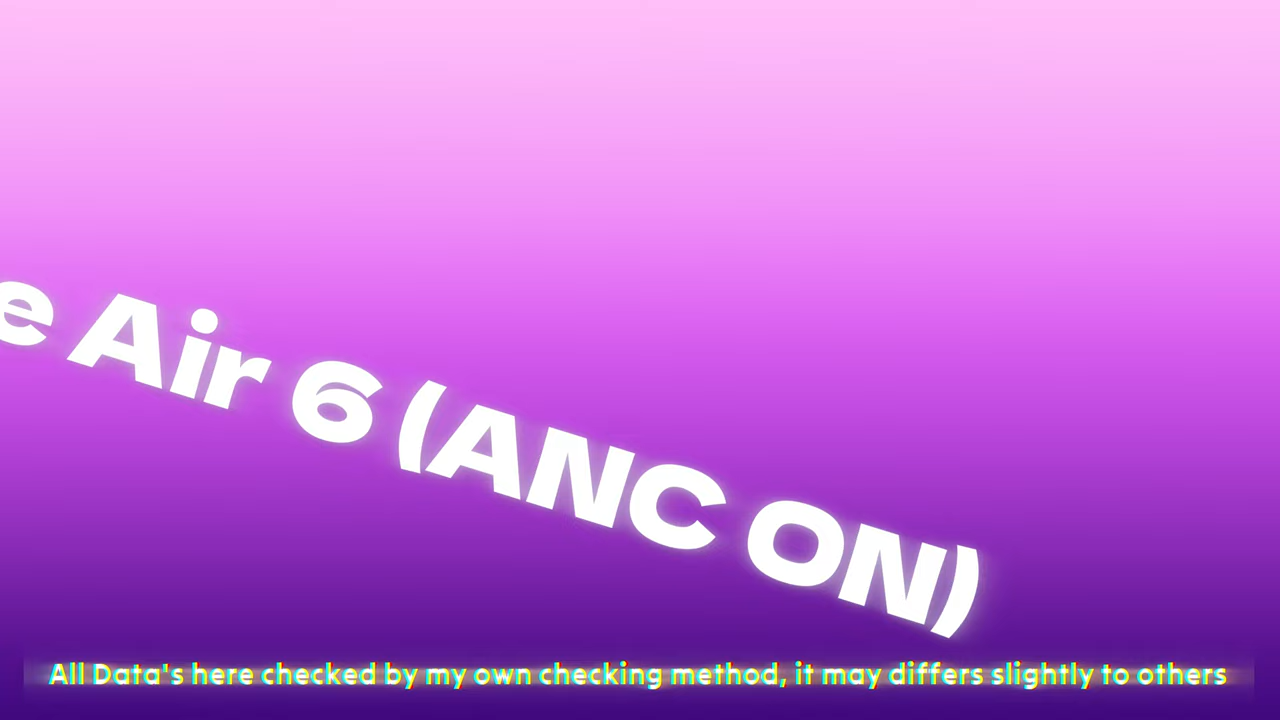 e Air 6 (ANC ON)
All Data's here checked by my own checking method, it may differs slightly to others